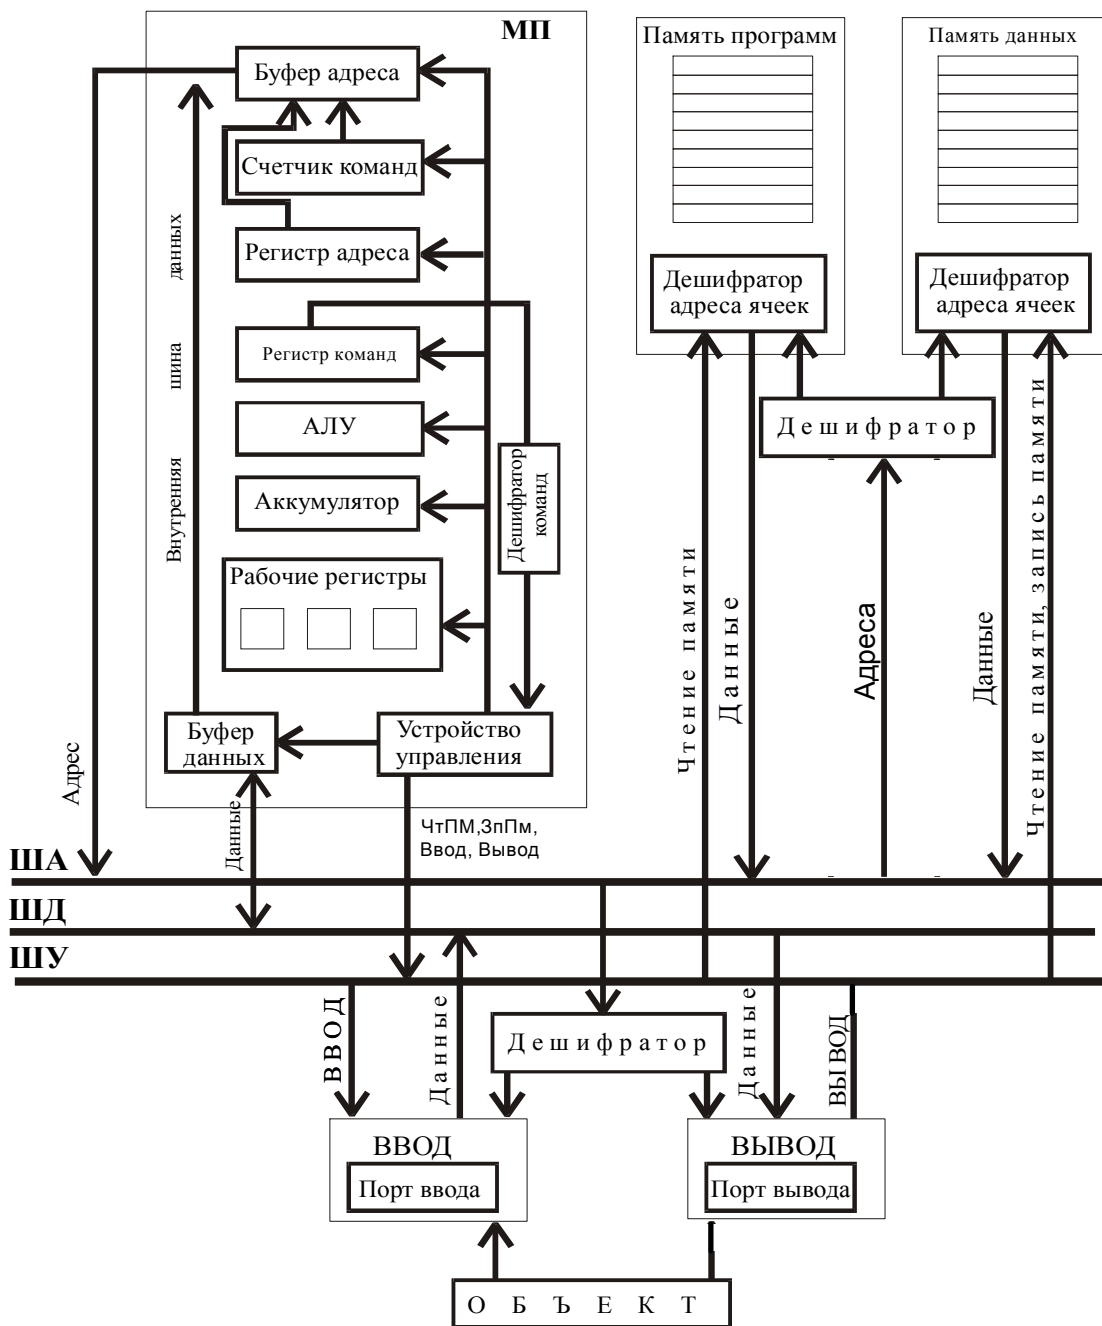 МП
Буфер адреса
Счетчик команд
Регистр адреса
Регистр команд
АЛУ
Аккумулятор
Рабочие регистры
Дешифратор
команд
Внутренняя шина данных
Буфер
данных
Устройство
управления
Адрес
Данные
ЧтПМ,ЗпПм,
Ввод, Вывод
Память программ
Дешифратор
адреса ячеек
Память данных
Дешифратор
адреса ячеек
Дешифратор
Чтение памяти
Данные
Адреса
Данные
Чтение памяти, запись памяти
ША
ШД
ШУ
ВВОД
Данные
Дешифратор
Данные
ВЫВОД
ВВОД
Порт ввода
ВЫВОД
Порт вывода
ОБЪЕКТ